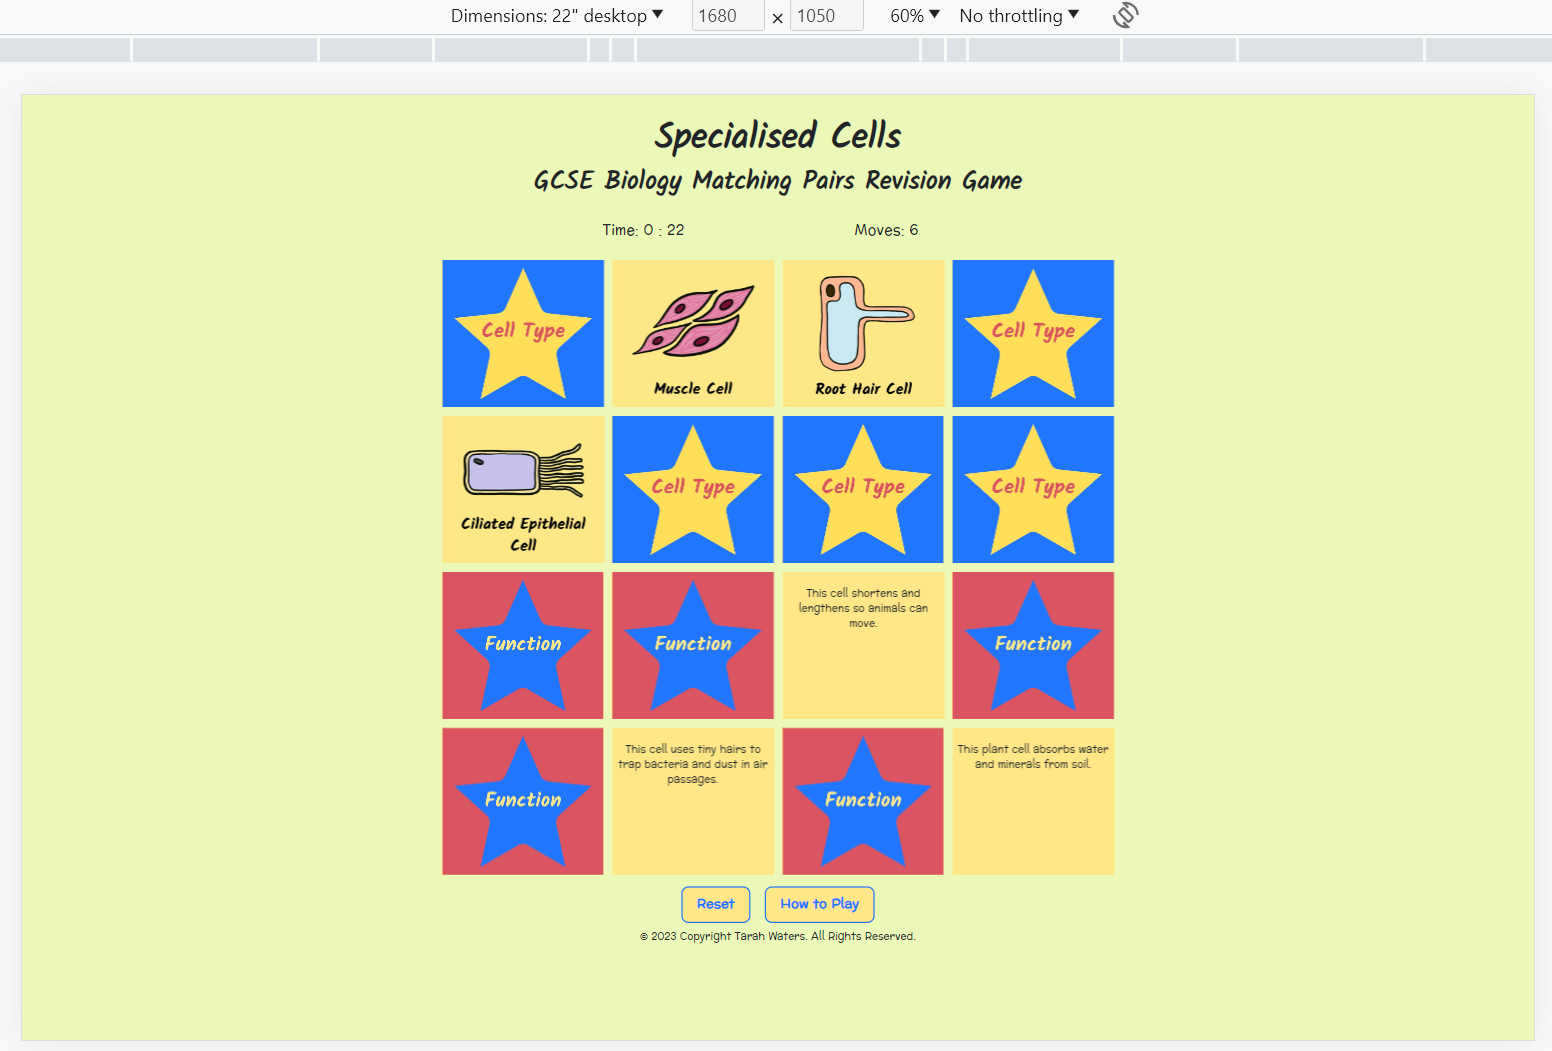 Dimensions: 22" desktop ▼ 1680 × 1050 60% ▼ No throttling ▼
Specialised Cells
GCSE Biology Matching Pairs Revision Game
Time: 0 : 22 Moves: 6
Cell Type
Muscle Cell
Root Hair Cell
Cell Type
Ciliated Epithelial
Cell
Cell Type
Cell Type
Cell Type
Function
Function
This cell shortens and
lengthens so animals can
move.
Function
Function
This cell uses tiny hairs to
trap bacteria and dust in air
passages.
Function
This plant cell absorbs water
and minerals from soil.
Reset
How to Play
© 2023 Copyright Tarah Waters. All Rights Reserved.